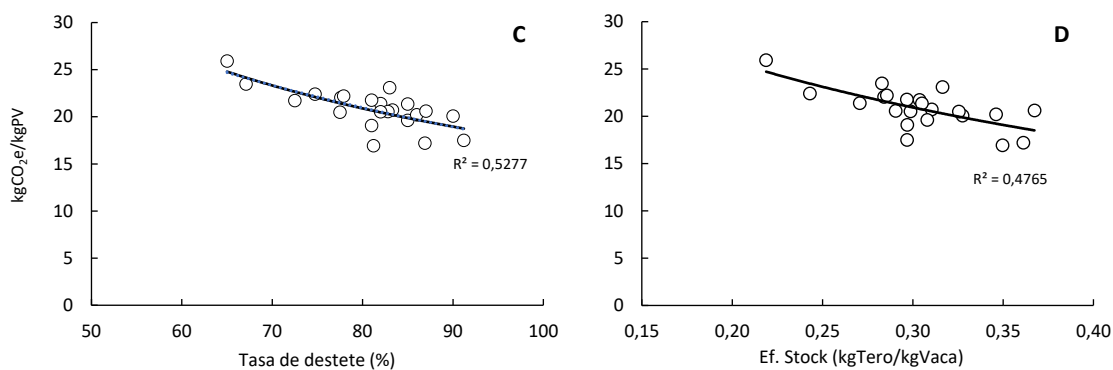 C
30
25
20
15
10
5
0
kgCO₂e/kgPV
R² = 0,5277
50 60 70 80 90 100
Tasa de destete (%)
D
30
25
20
15
10
5
0
R² = 0,4765
0,15 0,20 0,25 0,30 0,35 0,40
Ef. Stock (kgTero/kgVaca)